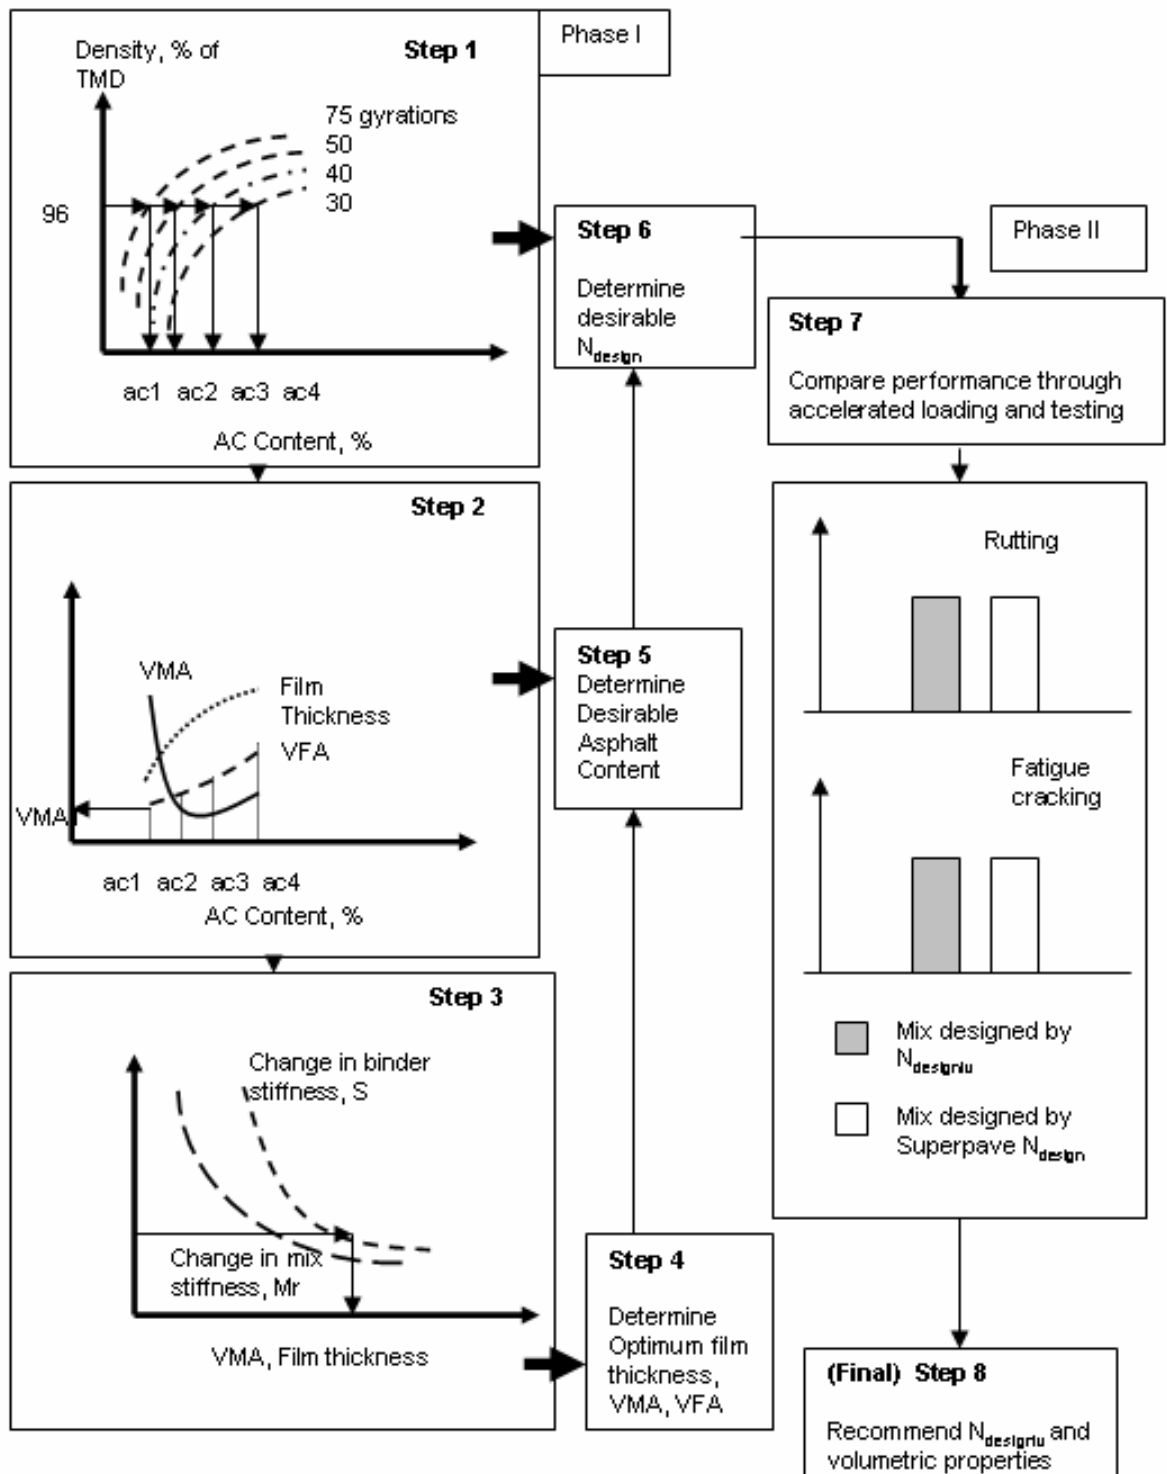 Phase I
Step 1
Density, % of
TMD
75 gyrations
50
40
30
96
ac1 ac2 ac3 ac4
AC Content, %
Step 2
VMA
Film
Thickness
VFA
VMA
ac1 ac2 ac3 ac4
AC Content, %
Step 3
Change in binder
stiffness, S
Change in mix
stiffness, Mr
VMA, Film thickness
Step 4
Determine
Optimum film
thickness,
VMA, VFA
Step 5
Determine
Desirable
Asphalt
Content
Step 6
Determine
desirable
Ndesign
Phase II
Step 7
Compare performance through
accelerated loading and testing
Rutting
Fatigue
cracking
Mix designed by
Ndesignlu
Mix designed by
Superpave Ndesign
(Final) Step 8
Recommend Ndesignlu and
volumetric properties